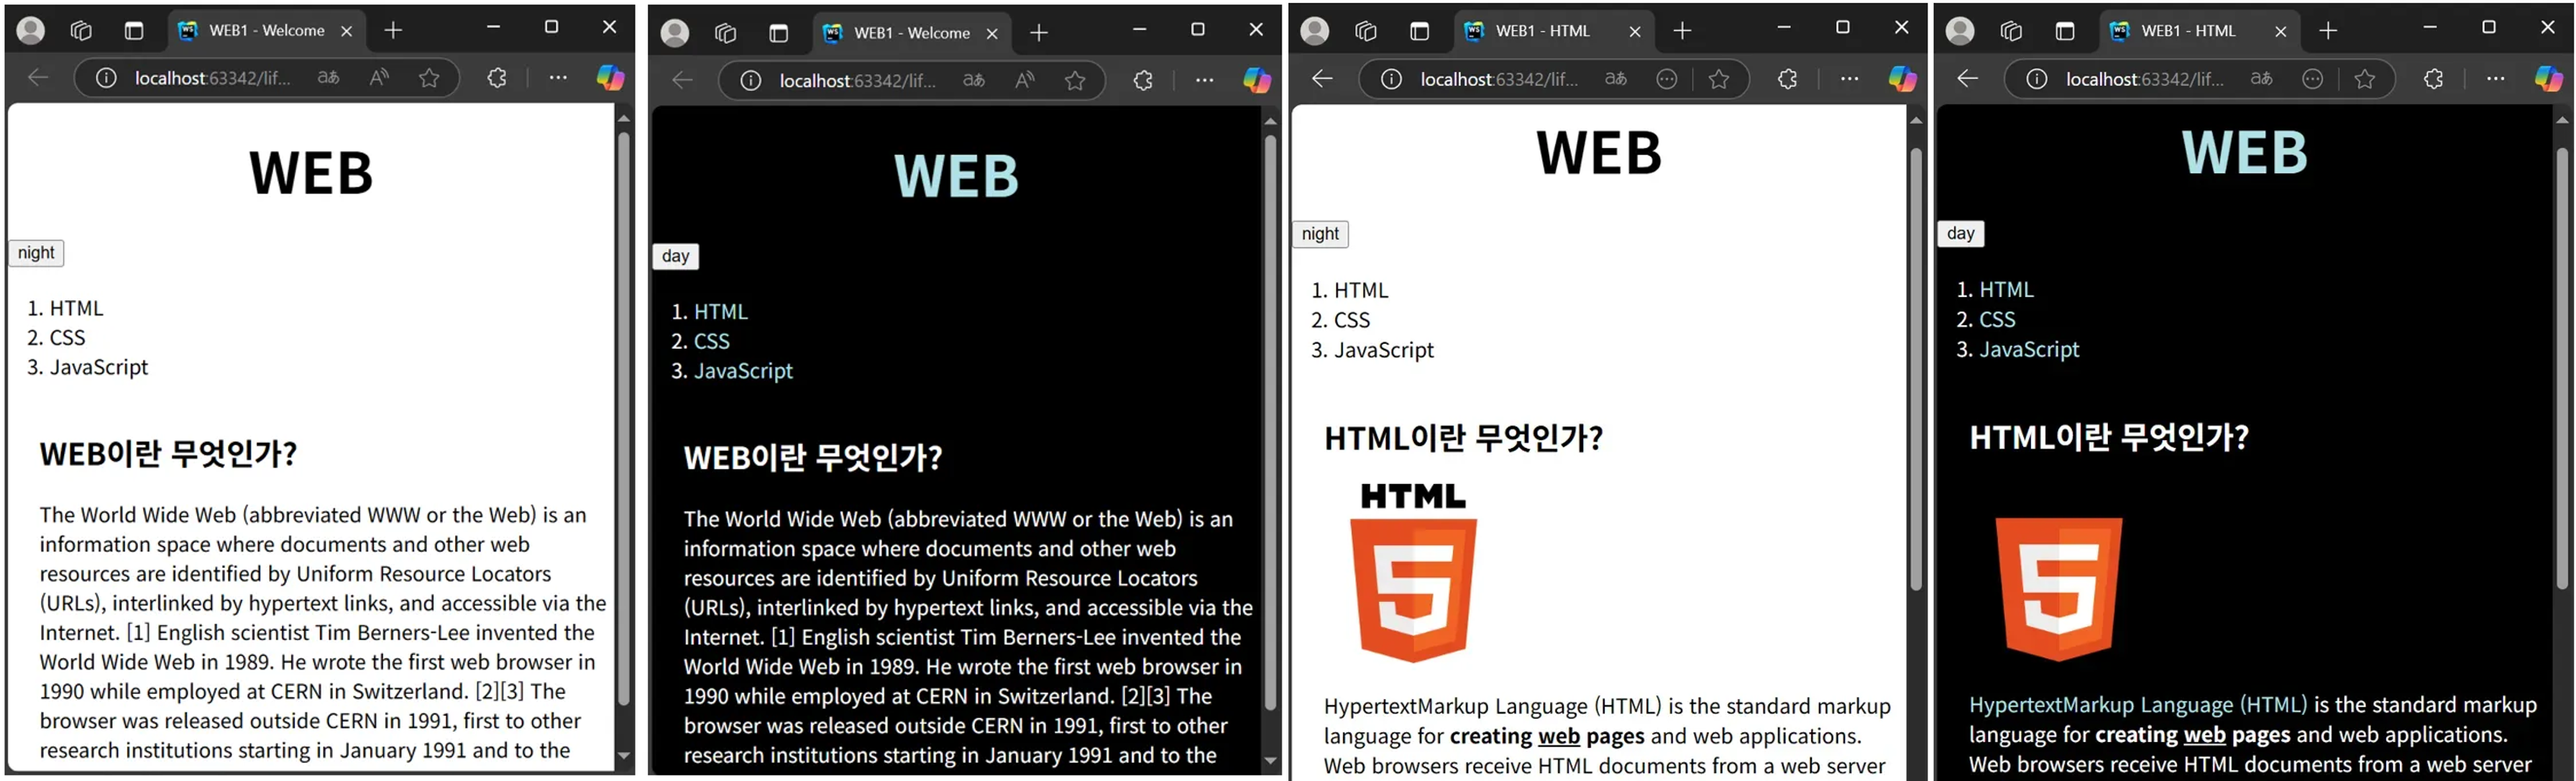 WEB1 - Welcome
localhost:63342/lif...
WEB
night
1. HTML
2. CSS
3. JavaScript
WEB이란 무엇인가?
The World Wide Web (abbreviated WWW or the Web) is an
information space where documents and other web
resources are identified by Uniform Resource Locators
(URLs), interlinked by hypertext links, and accessible via the
Internet. [1] English scientist Tim Berners-Lee invented the
World Wide Web in 1989. He wrote the first web browser in
1990 while employed at CERN in Switzerland. [2][3] The
browser was released outside CERN in 1991, first to other
research institutions starting in January 1991 and to the
WEB1 - Welcome
localhost:63342/lif...
WEB
day
1. HTML
2. CSS
3. JavaScript
WEB이란 무엇인가?
The World Wide Web (abbreviated WWW or the Web) is an
information space where documents and other web
resources are identified by Uniform Resource Locators
(URLs), interlinked by hypertext links, and accessible via the
Internet. [1] English scientist Tim Berners-Lee invented the
World Wide Web in 1989. He wrote the first web browser in
1990 while employed at CERN in Switzerland. [2][3] The
browser was released outside CERN in 1991, first to other
research institutions starting in January 1991 and to the
WEB1 - HTML
localhost:63342/lif...
WEB
night
1. HTML
2. CSS
3. JavaScript
HTML이란 무엇인가?
HTML
5
HypertextMarkup Language (HTML) is the standard markup
language for creating web pages and web applications.
Web browsers receive HTML documents from a web server
WEB1 - HTML
localhost:63342/lif...
WEB
day
1. HTML
2. CSS
3. JavaScript
HTML이란 무엇인가?
5
HypertextMarkup Language (HTML) is the standard markup
language for creating web pages and web applications.
Web browsers receive HTML documents from a web server